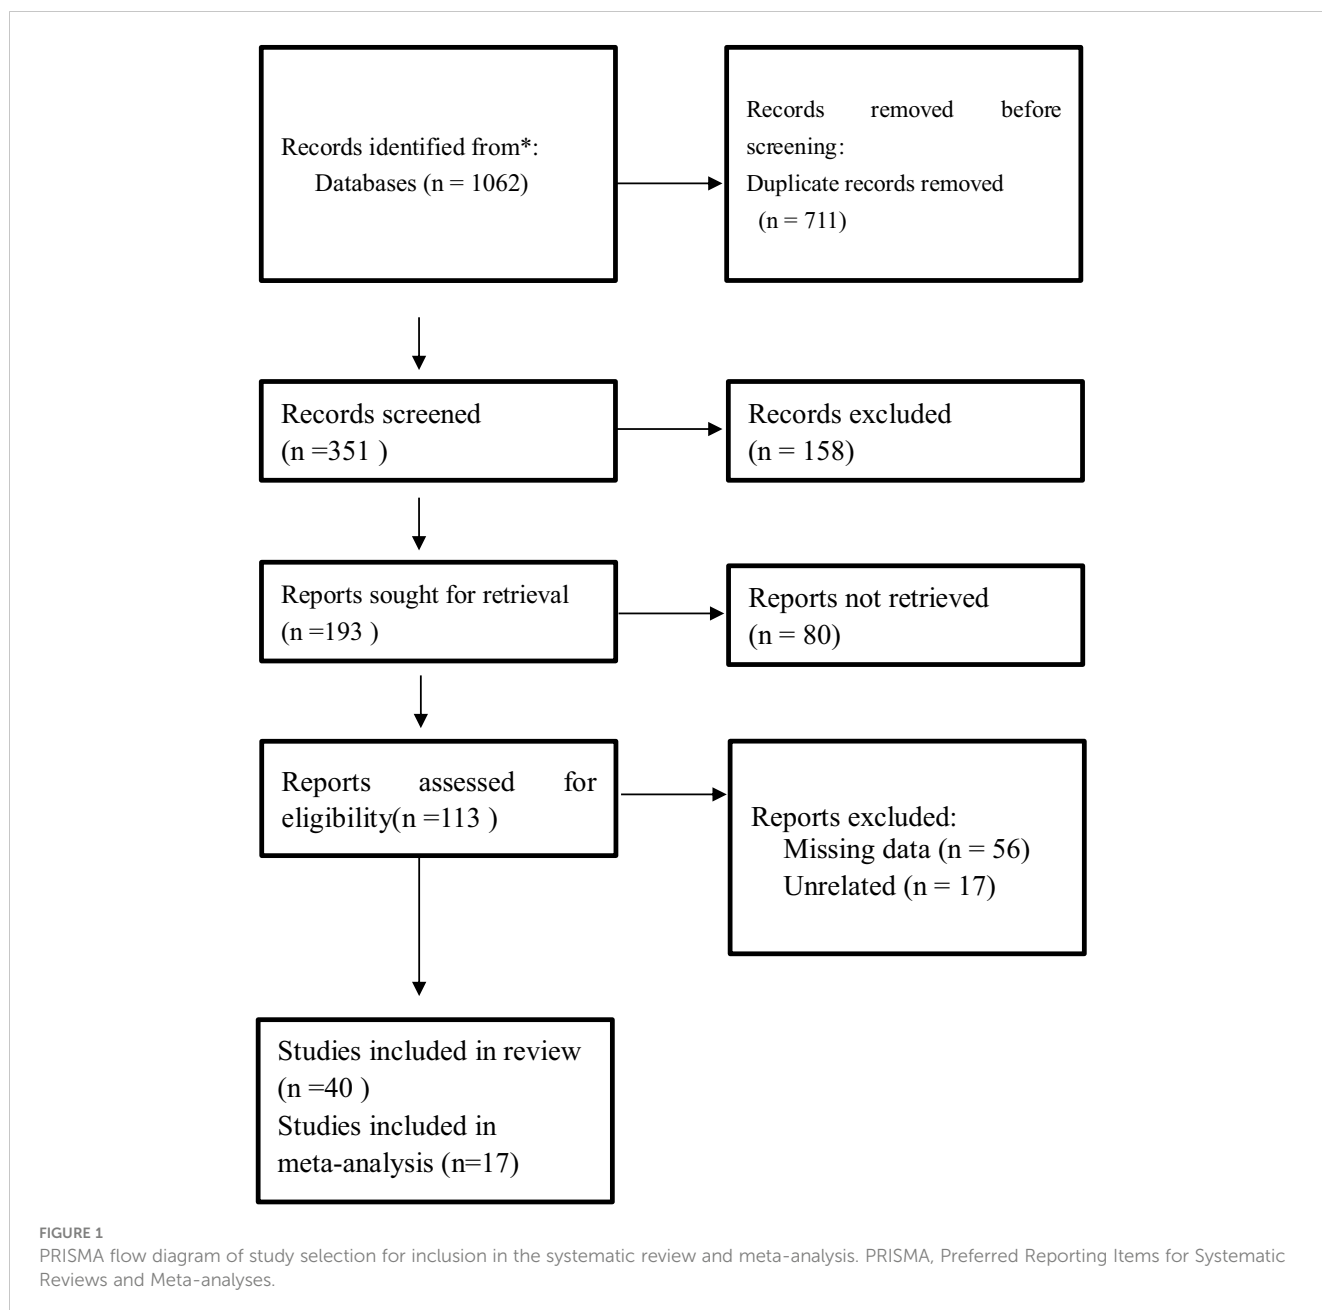 Records identified from*:
Databases (n = 1062)
Records removed before
screening:
Duplicate records removed
(n = 711)
Records screened
(n =351 )
Records excluded
(n = 158)
Reports sought for retrieval
(n =193 )
Reports not retrieved
(n = 80)
Reports assessed for
eligibility(n =113 )
Reports excluded:
Missing data (n = 56)
Unrelated (n = 17)
Studies included in review
(n =40 )
Studies included in
meta-analysis (n=17)
FIGURE 1
PRISMA flow diagram of study selection for inclusion in the systematic review and meta-analysis. PRISMA, Preferred Reporting Items for Systematic
Reviews and Meta-analyses.